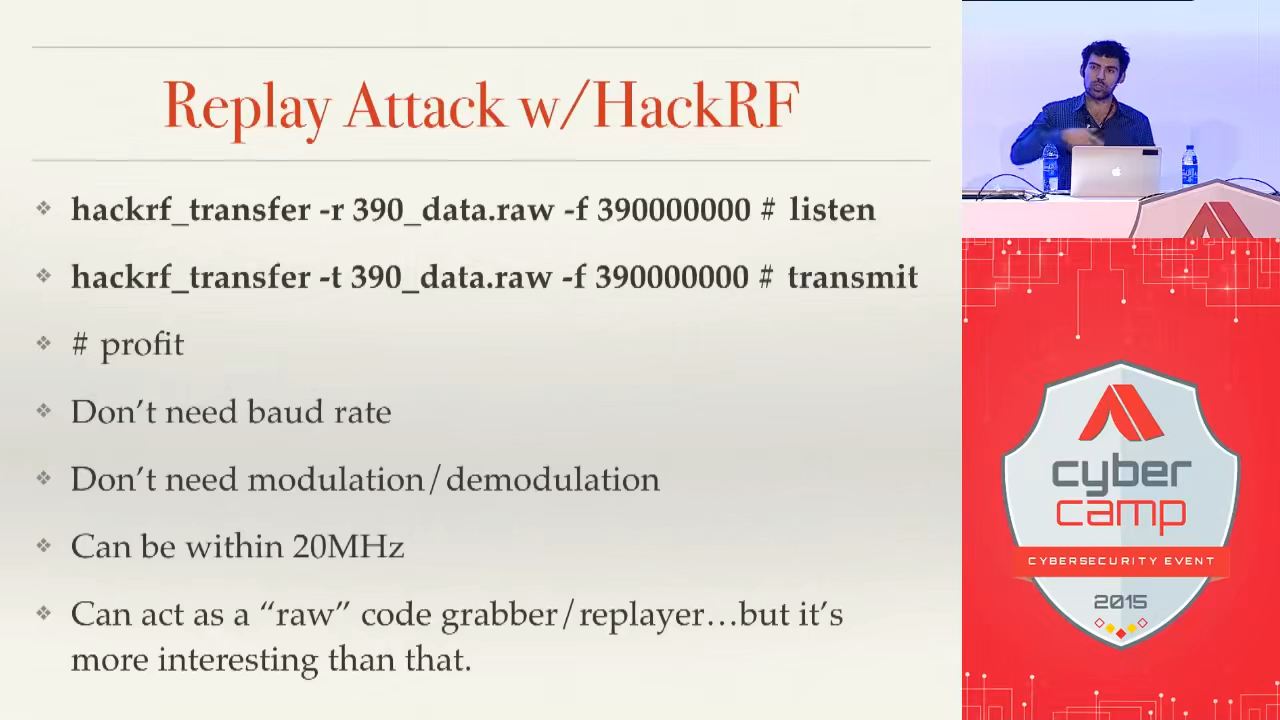 Replay Attack w/HackRF
hackrf_transfer -r 390_data.raw -f 390000000 # listen
hackrf_transfer -t 390_data.raw -f 390000000 # transmit
# profit
Don’t need baud rate
Don’t need modulation/demodulation
Can be within 20MHz
Can act as a “raw” code grabber/replayer…but it’s
more interesting than that.
cyber
camp
CYBERSECURITY EVENT
2015